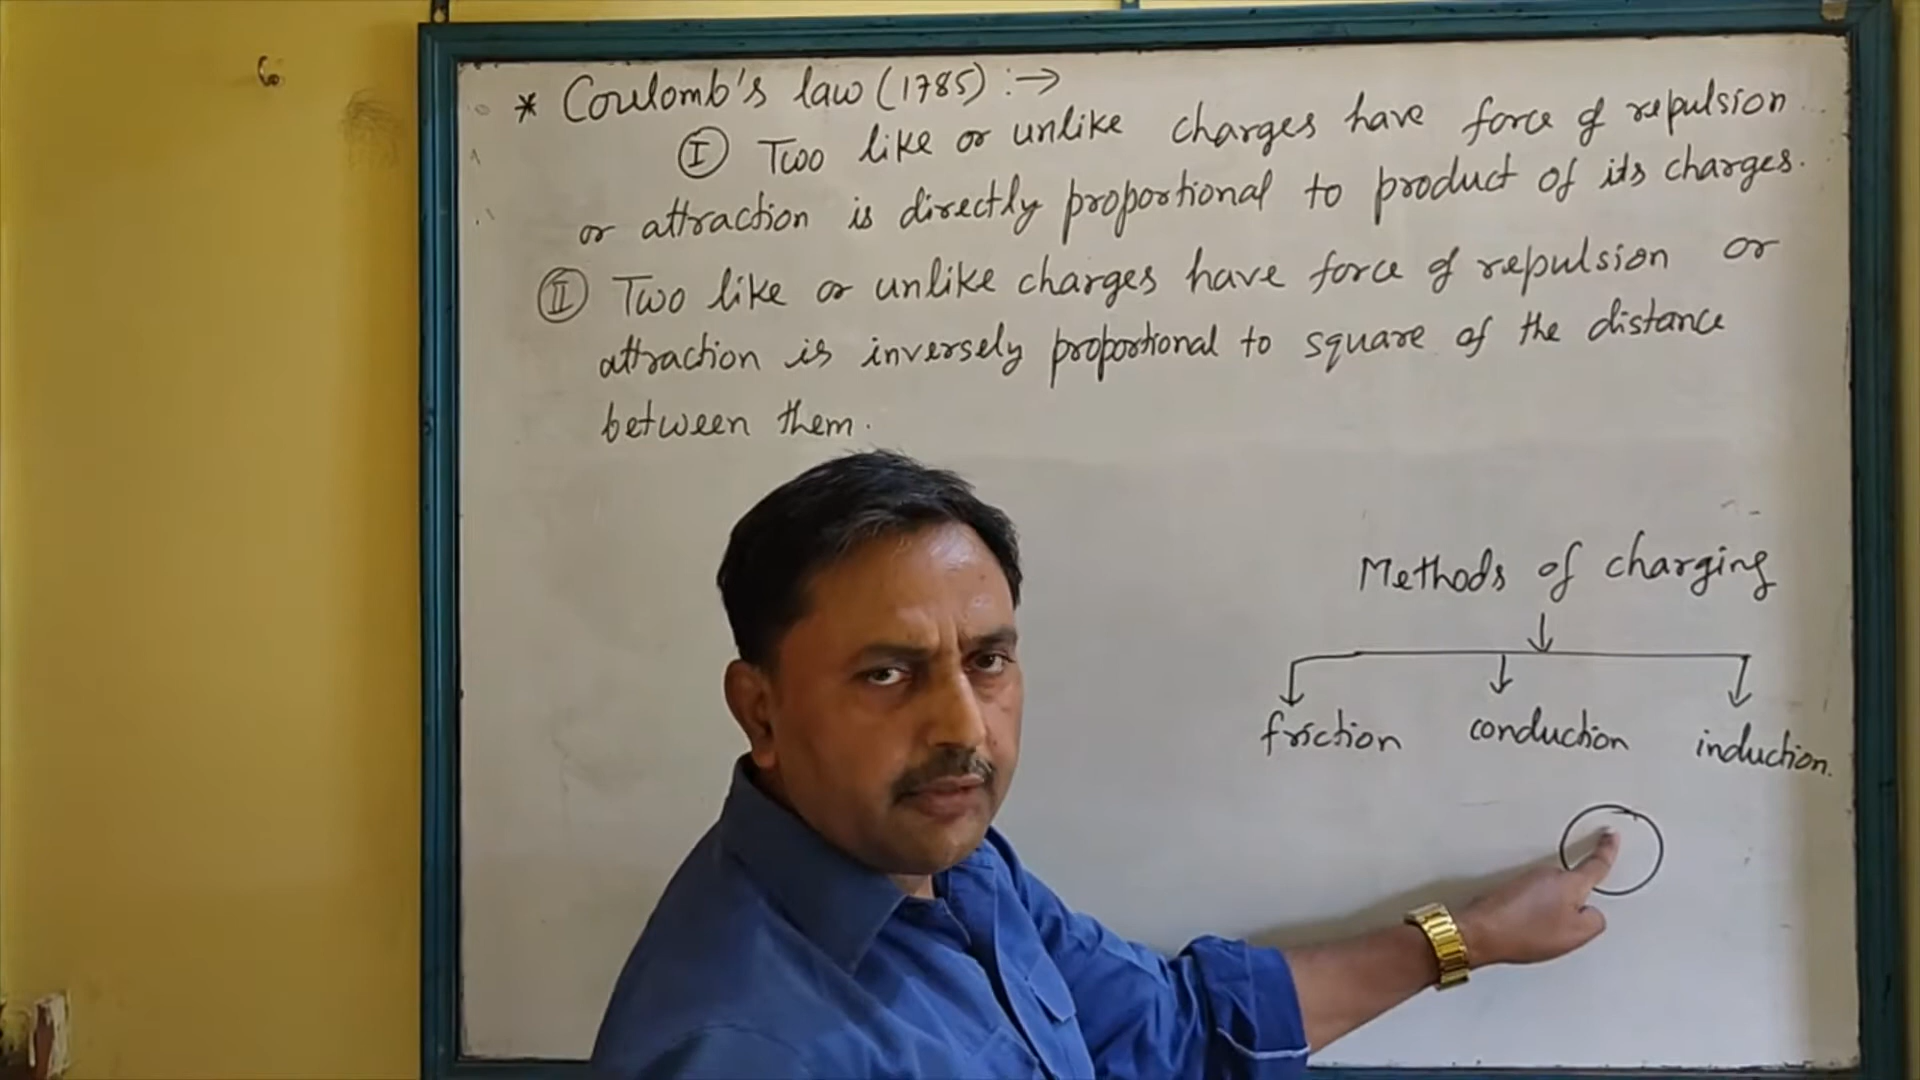 * Coulomb's law (1785) :→
Ⅰ Two like or unlike charges have force of repulsion
or attraction is directly proportional to product of its charges.
Ⅱ Two like or unlike charges have force of repulsion or
attraction is inversely proportional to square of the distance
between them.
Methods of charging
friction conduction induction.